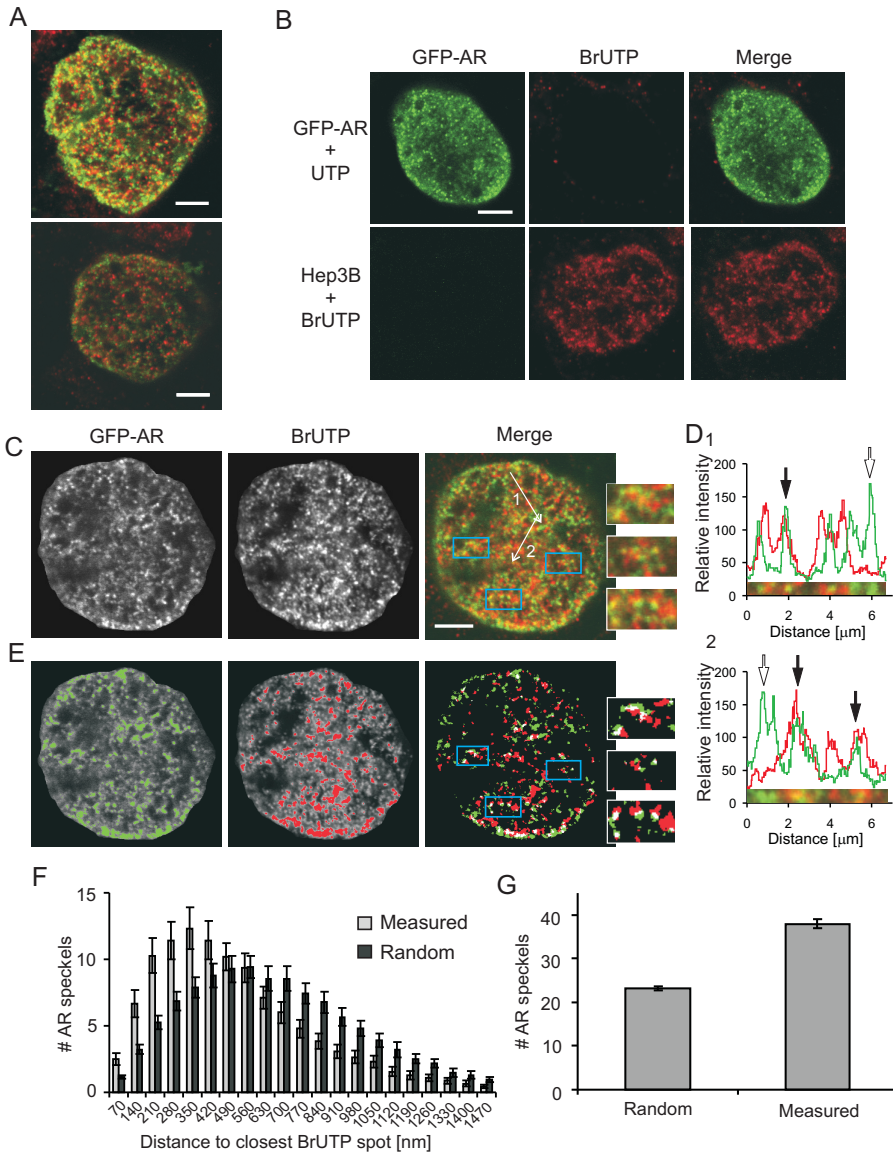 A
B
GFP-AR BrUTP Merge
GFP-AR
+
UTP
Hep3B
+
BrUTP
C
GFP-AR BrUTP Merge
1
2
D1
Relative intensity
200
150
100
50
0
0 2 4 6
Distance [μm]
2
Relative intensity
200
150
100
50
0
0 2 4 6
Distance [μm]
E
F
# AR speckels
15
10
5
0
Measured
Random
70 140 210 280 350 420 490 560 630 700 770 840 910 980 1050 1120 1190 1260 1330 1400 1470
Distance to closest BrUTP spot [nm]
G
# AR speckels
40
30
20
10
0
Random Measured